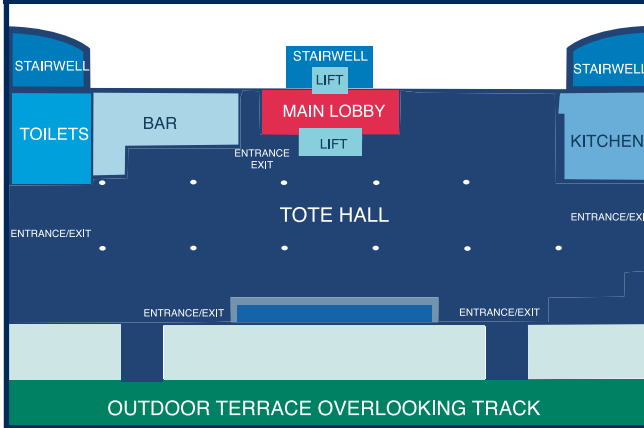 STAIRWELL
STAIRWELL
STAIRWELL
LIFT
MAIN LOBBY
BAR
TOILETS
LIFT
KITCHEN
ENTRANCE
EXIT
TOTE HALL
ENTRANCE/EXIT
ENTRANCE/EXI
ENTRANCE/EXIT
ENTRANCE/EXIT
OUTDOOR TERRACE OVERLOOKING TRACK